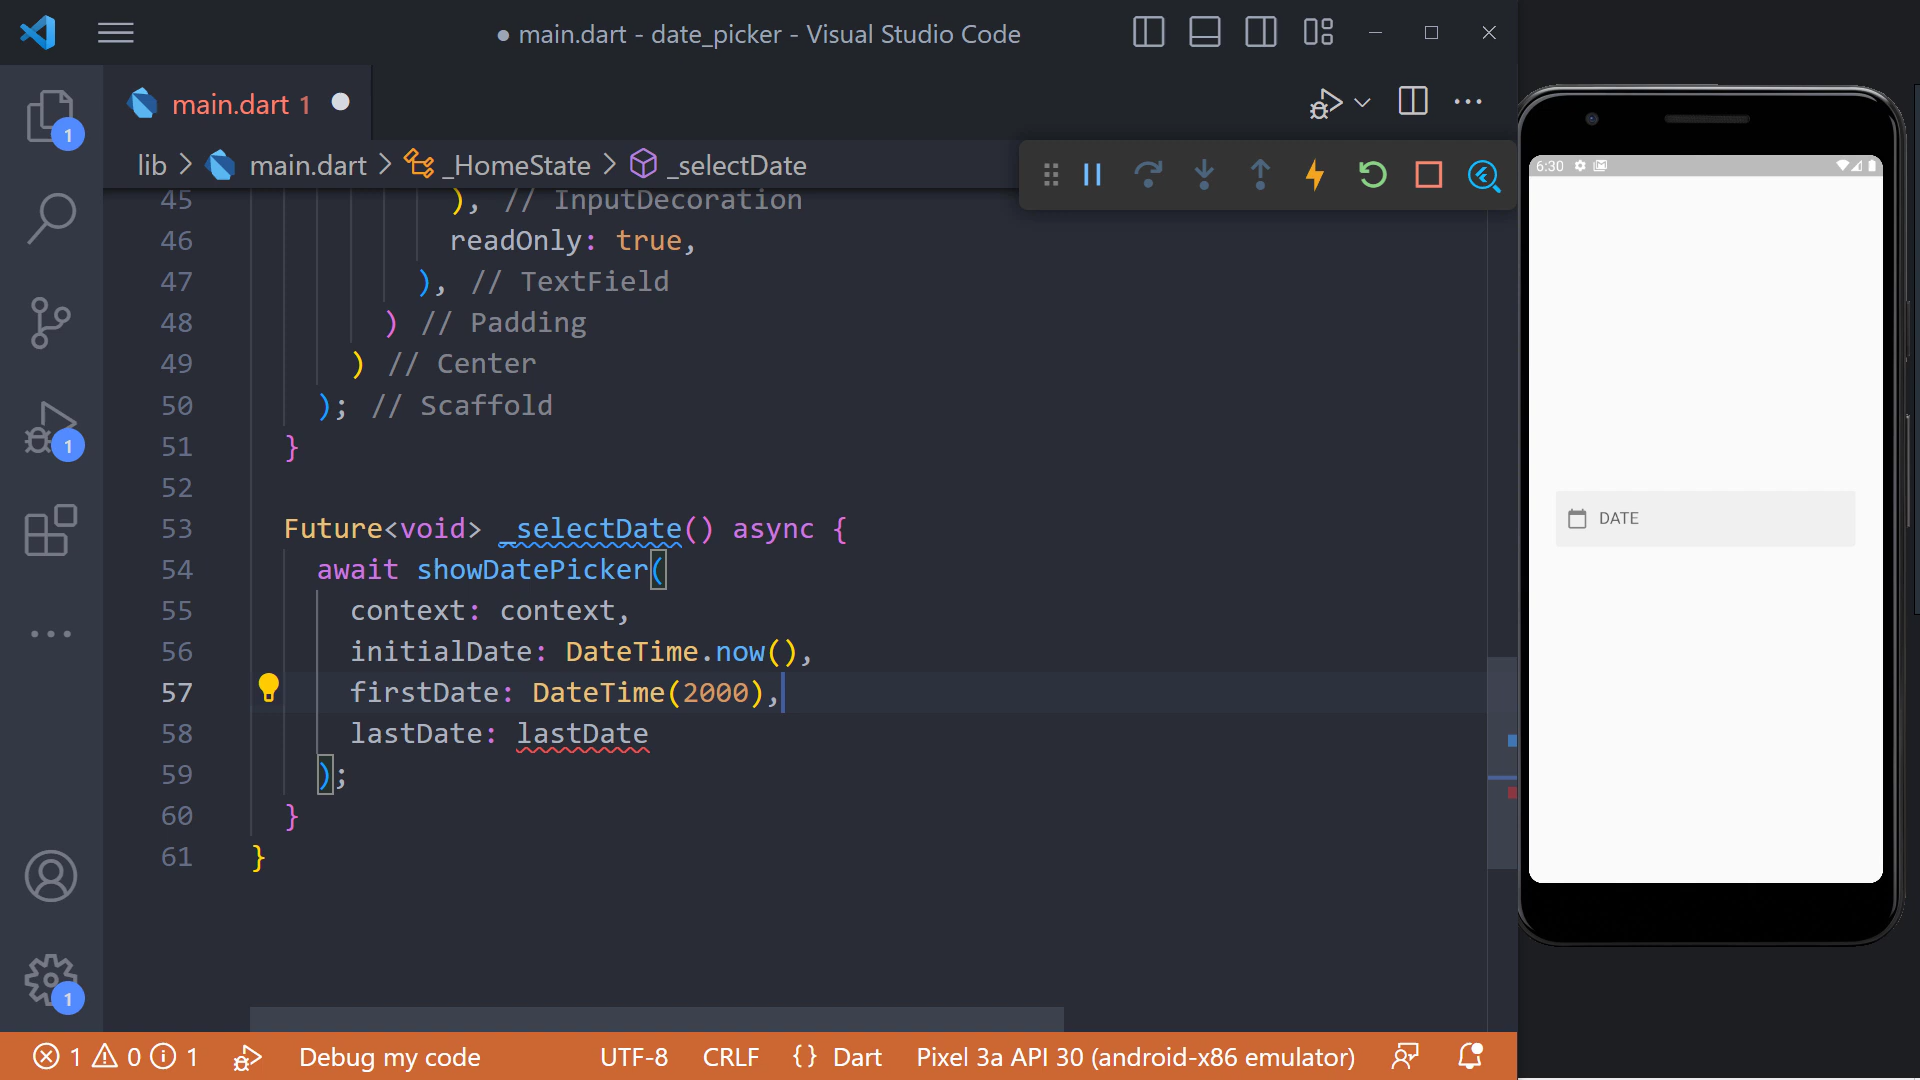 ● main.dart - date_picker - Visual Studio Code
main.dart 1
lib > main.dart > _HomeState > _selectDate
45 ), // InputDecoration
46 readOnly: true,
47 ), // TextField
48 ) // Padding
49 ) // Center
50 ); // Scaffold
51 }
52
53 Future<void> _selectDate() async {
54 await showDatePicker(
55 context: context,
56 initialDate: DateTime.now(),
57 firstDate: DateTime(2000),
58 lastDate: lastDate
59 );
60 }
61 }
1
1
1
1 0 1 Debug my code UTF-8 CRLF {} Dart Pixel 3a API 30 (android-x86 emulator)
6:30
DATE